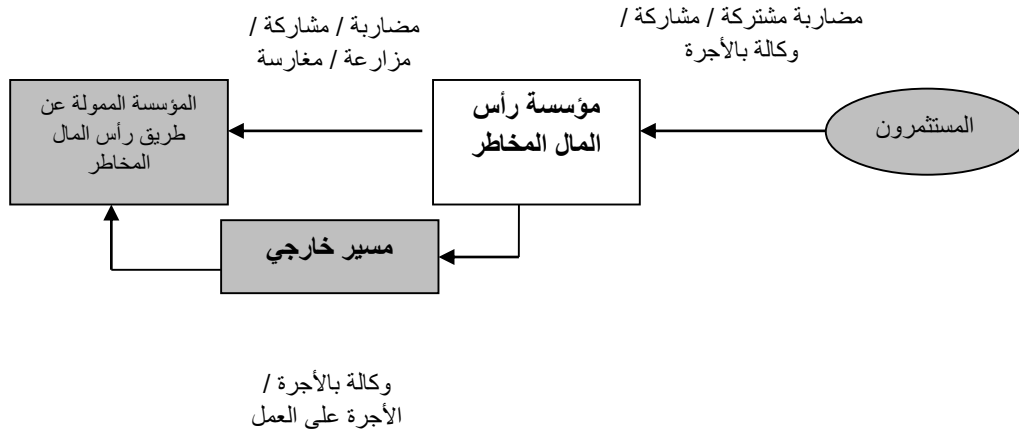 مضاربة مشتركة / مشاركة /
وكالة بالأجرة
مضاربة / مشاركة /
مزارعة / مغارسة
المستثمرون
مؤسسة رأس
المال المخاطر
المؤسسة الممولة عن
طريق رأس المال
المخاطر
مسير خارجي
وكالة بالأجرة /
الأجرة على العمل